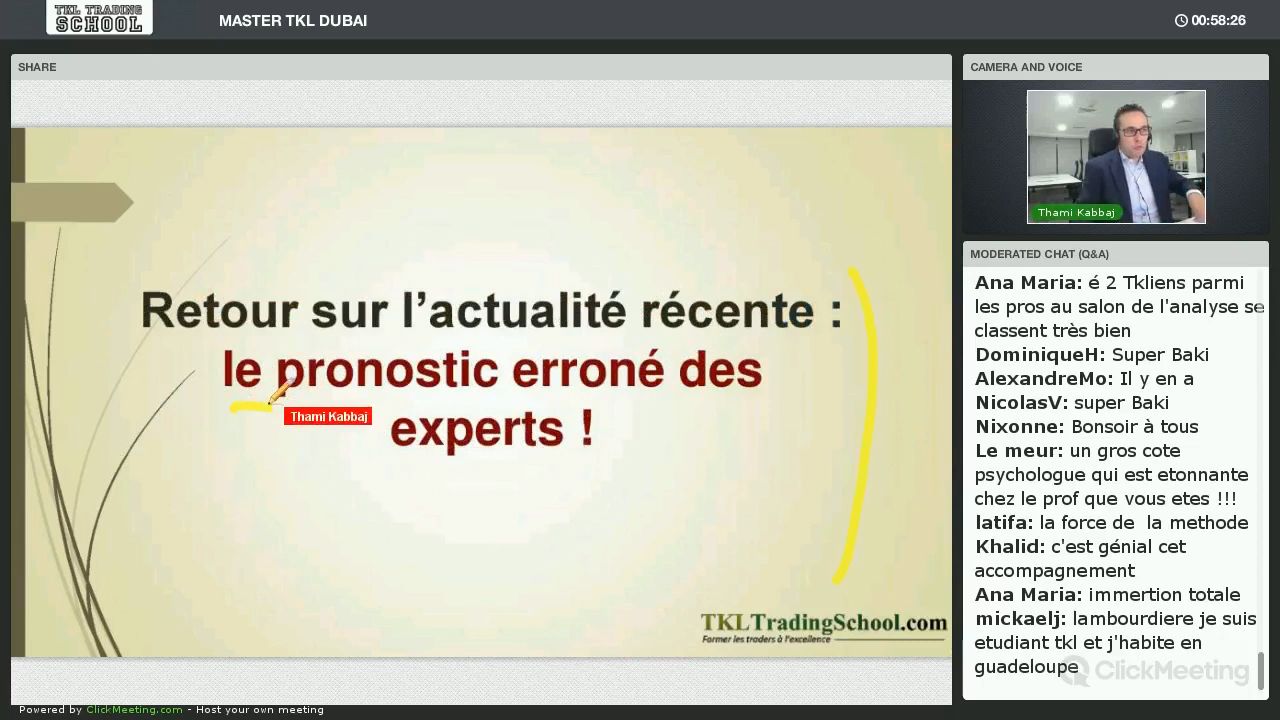 TKL TRADING
SCHOOL
MASTER TKL DUBAI
00:58:26
SHARE
Retour sur l’actualité récente :
le pronostic erroné des
experts !
Thami Kabbaj
TKLTradingSchool.com
Former les traders à l'excellence
CAMERA AND VOICE
Thami Kabbaj
MODERATED CHAT (Q&A)
Ana Maria: é 2 Tkliens parmi
les pros au salon de l'analyse se
classent très bien
DominiqueH: Super Baki
AlexandreMo: Il y en a
NicolasV: super Baki
Nixonne: Bonsoir à tous
Le meur: un gros cote
psychologue qui est etonnante
chez le prof que vous etes !!!
latifa: la force de  la methode
Khalid: c'est génial cet
accompagnement
Ana Maria: immertion totale
mickaelj: lambourdiere je suis
etudiant tkl et j'habite en
guadeloupe
ClickMeeting
Powered by ClickMeeting.com - Host your own meeting